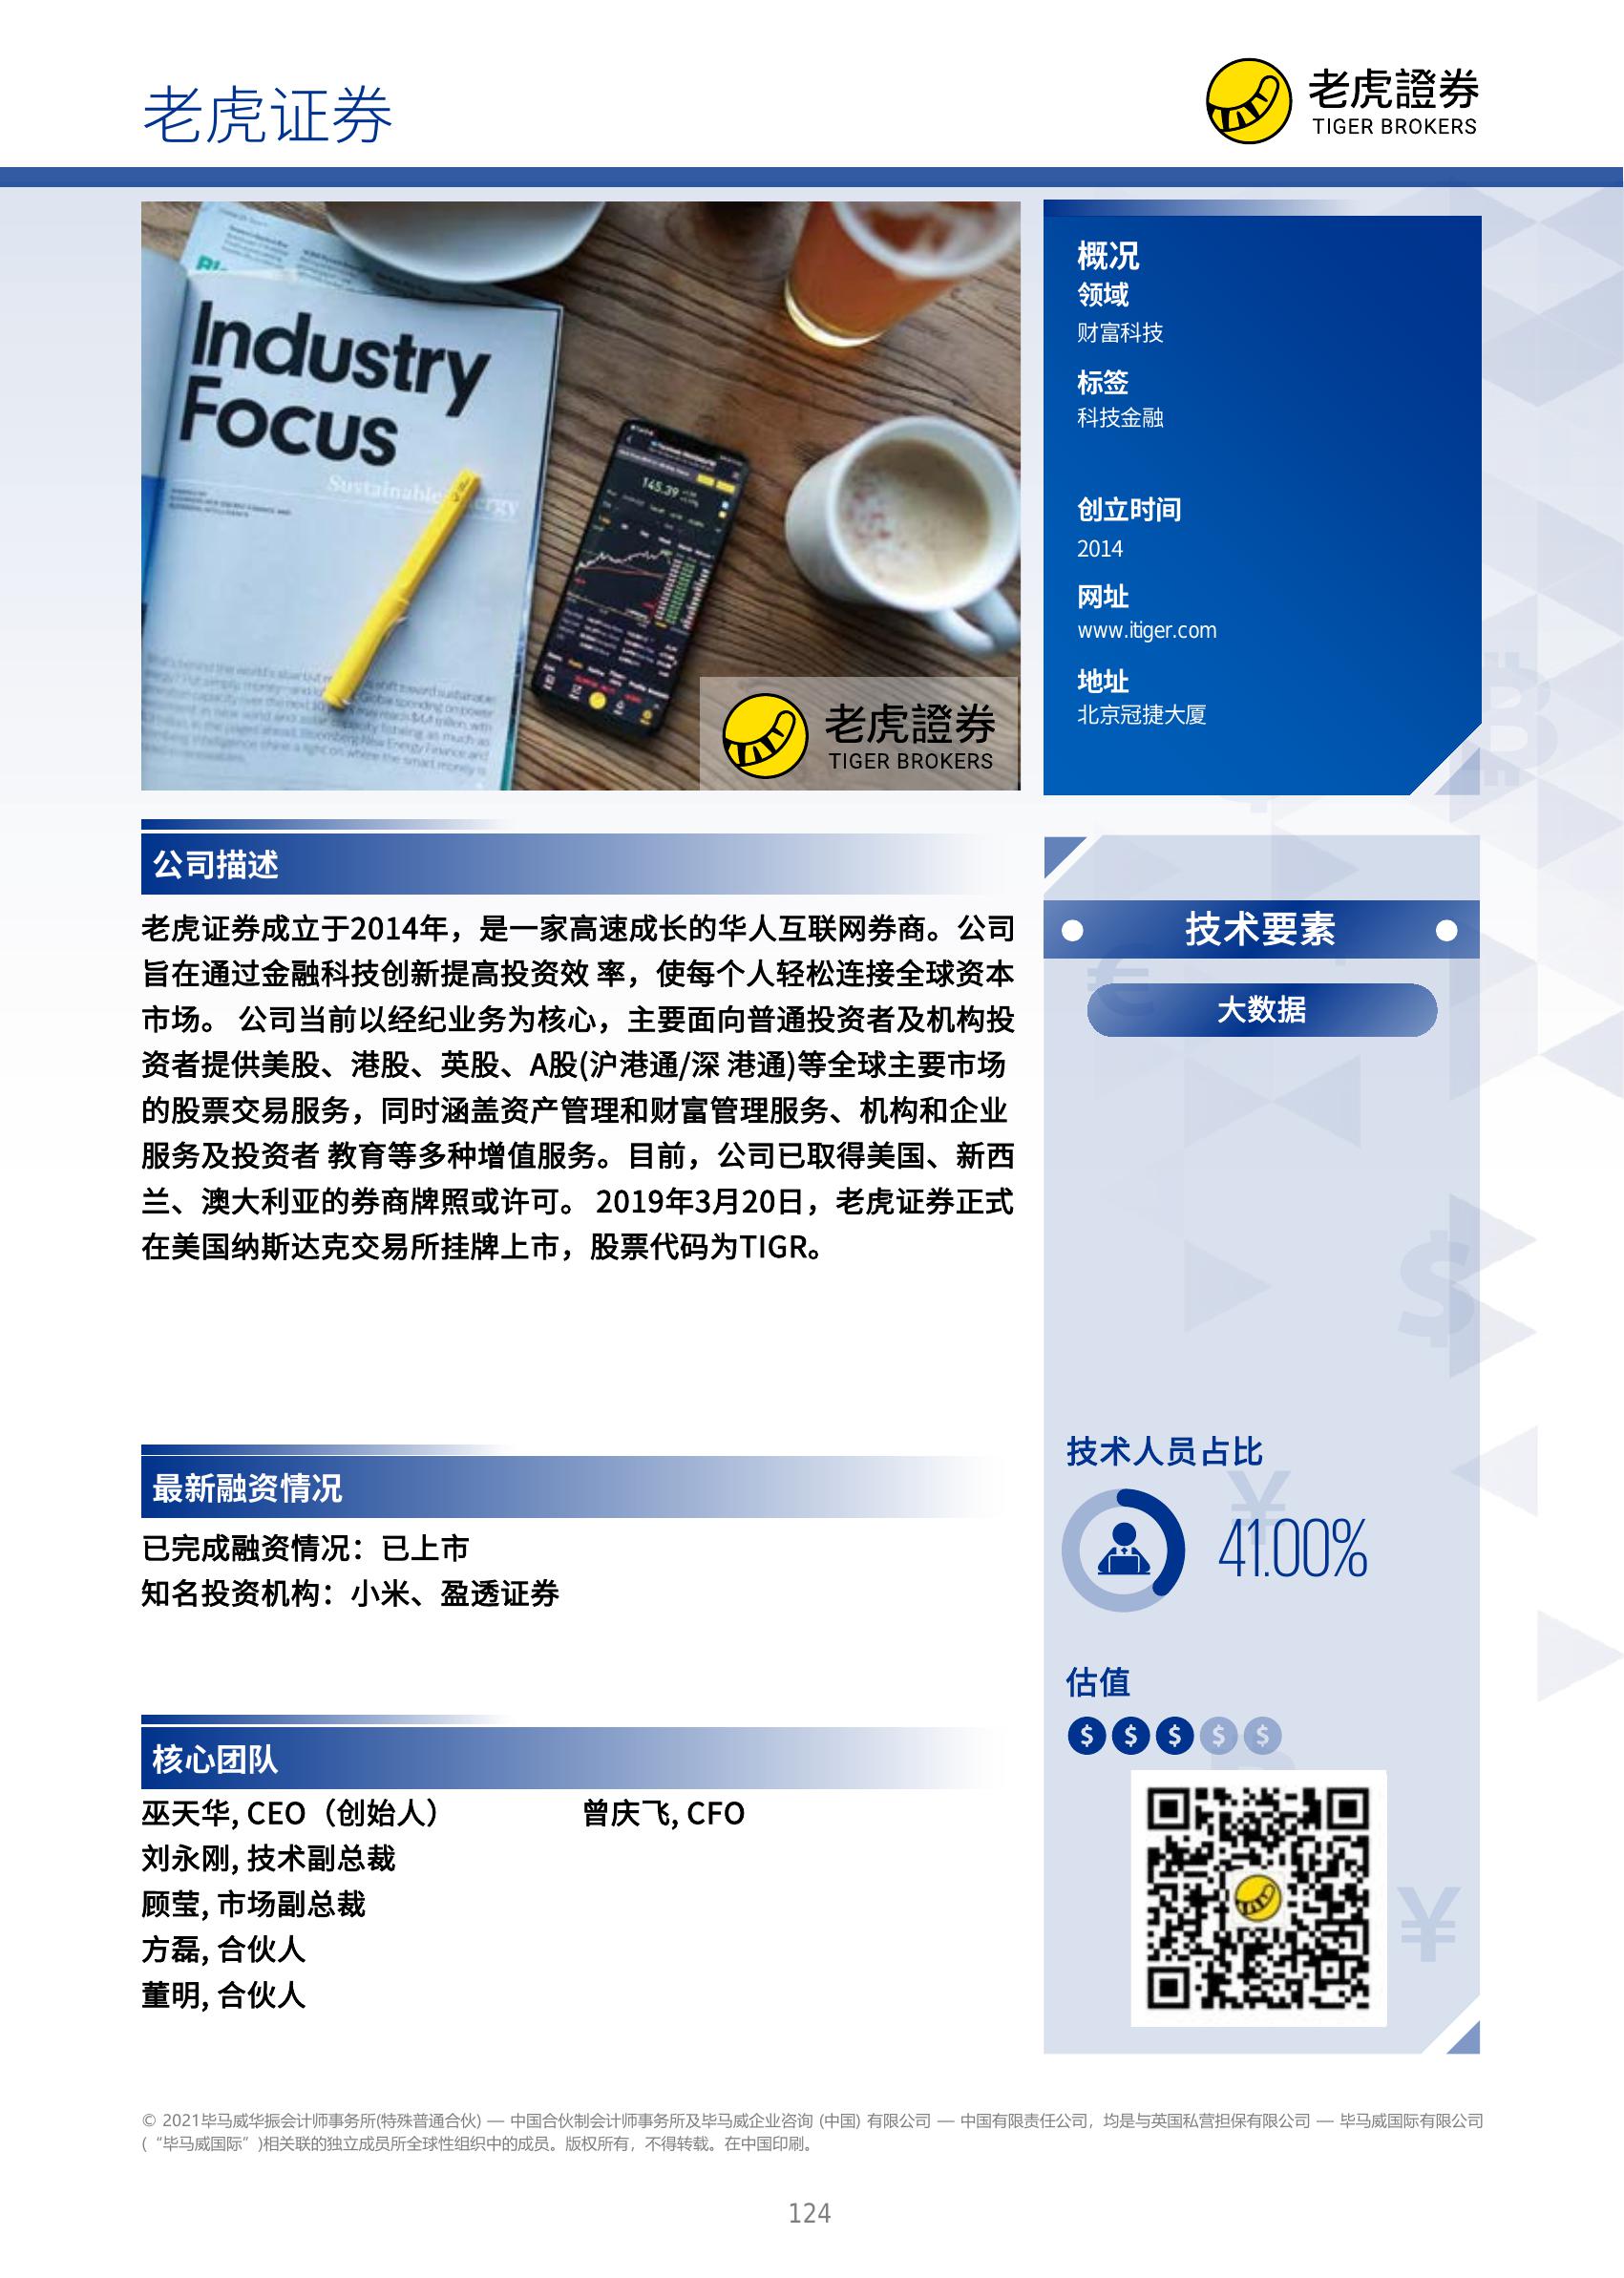 老虎证券
老虎證券
TIGER BROKERS
Industry
Focus
Sustainable
145.39
老虎證券
TIGER BROKERS
概况
领域
财富科技
标签
科技金融
创立时间
2014
网址
www.itiger.com
地址
北京冠捷大厦
公司描述
老虎证券成立于2014年，是一家高速成长的华人互联网券商。公司
旨在通过金融科技创新提高投资效 率，使每个人轻松连接全球资本
市场。 公司当前以经纪业务为核心，主要面向普通投资者及机构投
资者提供美股、港股、英股、A股(沪港通/深 港通)等全球主要市场
的股票交易服务，同时涵盖资产管理和财富管理服务、机构和企业
服务及投资者 教育等多种增值服务。目前，公司已取得美国、新西
兰、澳大利亚的券商牌照或许可。 2019年3月20日，老虎证券正式
在美国纳斯达克交易所挂牌上市，股票代码为TIGR。
最新融资情况
已完成融资情况：已上市
知名投资机构：小米、盈透证券
核心团队
巫天华, CEO（创始人）
曾庆飞, CFO
刘永刚, 技术副总裁
顾莹, 市场副总裁
方磊, 合伙人
董明, 合伙人
技术要素
大数据
技术人员占比
41.00%
估值
$ $ $ $ $
© 2021毕马威华振会计师事务所(特殊普通合伙) — 中国合伙制会计师事务所及毕马威企业咨询 (中国) 有限公司 — 中国有限责任公司，均是与英国私营担保有限公司 — 毕马威国际有限公司
(“毕马威国际”)相关联的独立成员所全球性组织中的成员。版权所有，不得转载。在中国印刷。
124